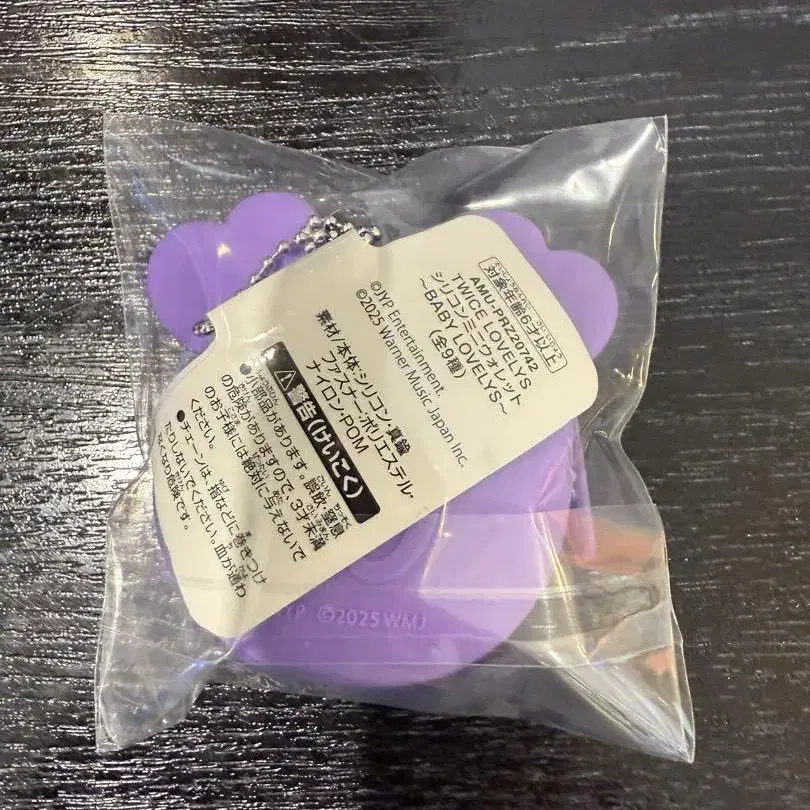 対象年齢6才以上
AMU-PRZ20742
TWICE LOVELYS
シリコンミニウォレット
~BABY LOVELYS~
(全9種)
©JYP Entertainment.
©2025 Warner Music Japan Inc.
素材/本体:シリコン・真鍮
ファスナー:ポリエステル・
ナイロン・POM
警告(けいこく)
•小部品があります。誤飲・窒息
の危険がありますので、3才未満
のお子様には絶対に与えないで
ください。
•チェーンは、指などに巻きつけ
たりしないでください。血が通わ
なくなり危険です。
JYP ©2025 WMJ